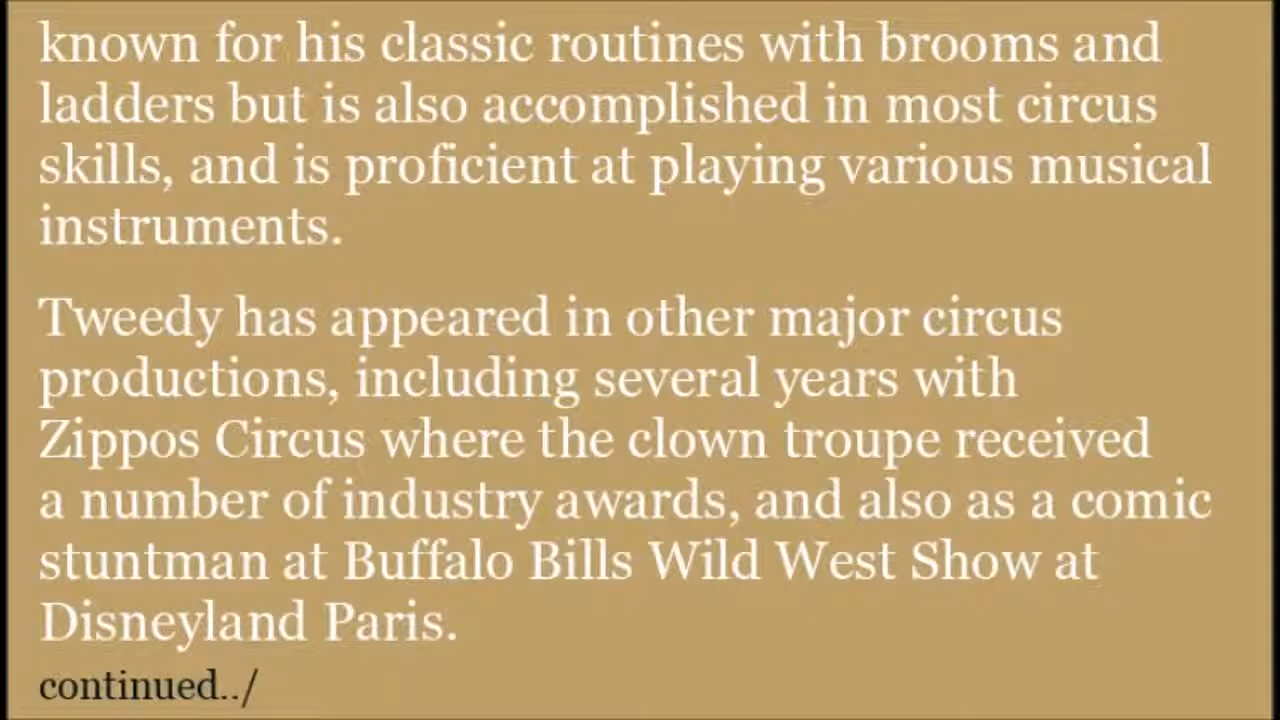 known for his classic routines with brooms and
ladders but is also accomplished in most circus
skills, and is proficient at playing various musical
instruments.
Tweedy has appeared in other major circus
productions, including several years with
Zippos Circus where the clown troupe received
a number of industry awards, and also as a comic
stuntman at Buffalo Bills Wild West Show at
Disneyland Paris.
continued../